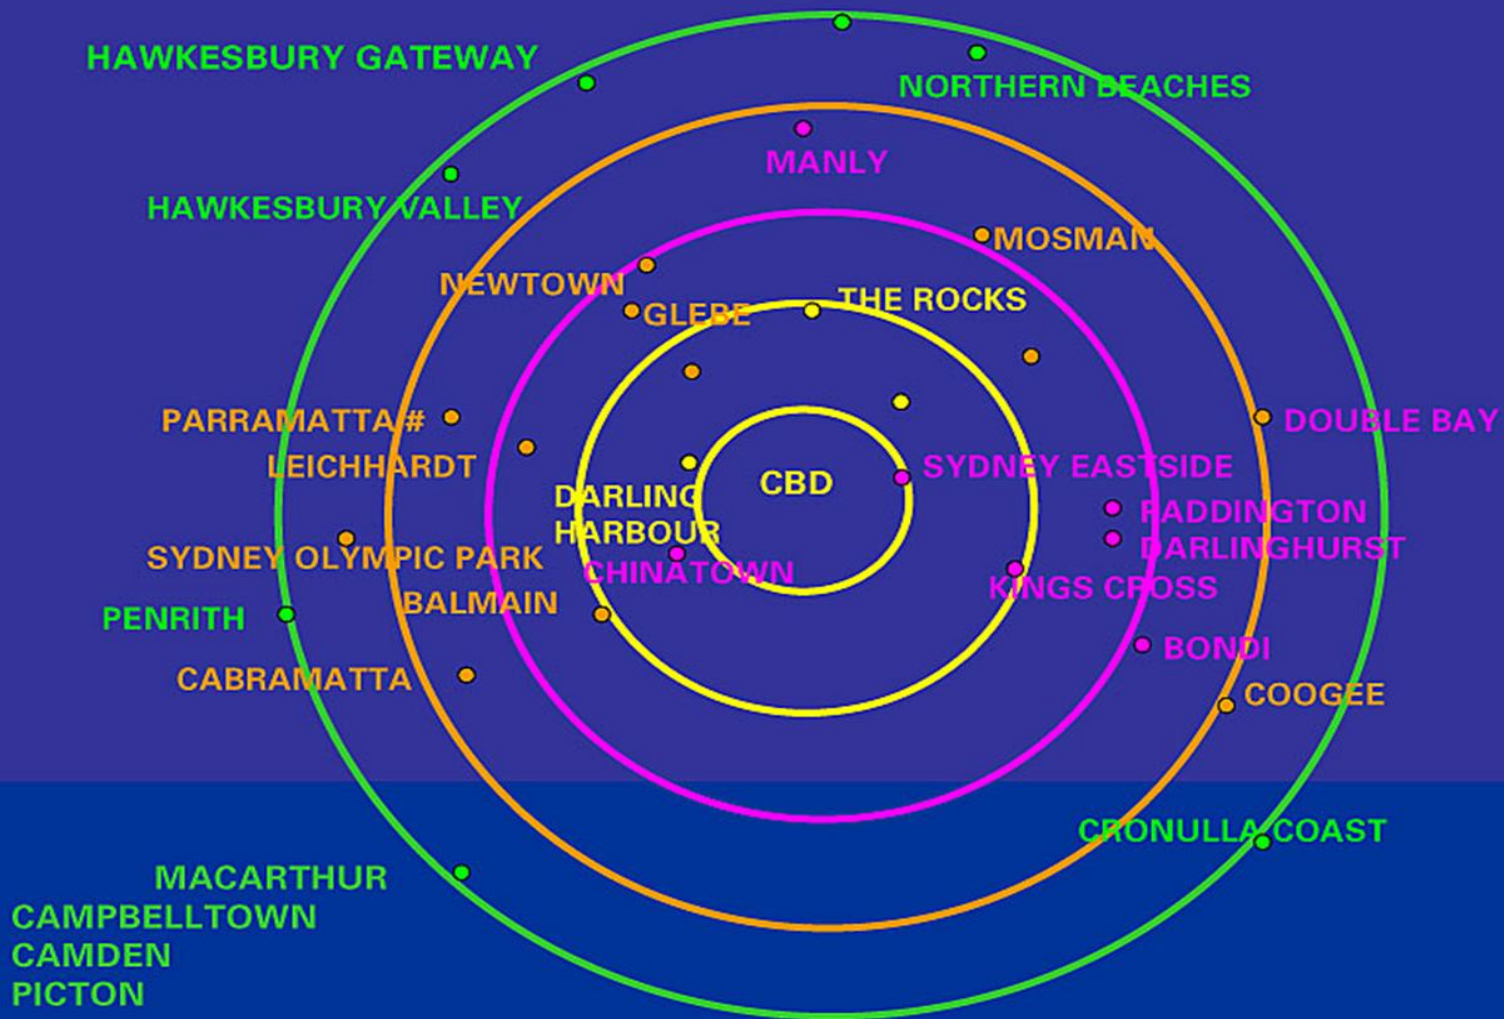 HAWKESBURY GATEWAY
NORTHERN BEACHES
MANLY
HAWKESBURY VALLEY
MOSMAN
NEWTOWN
THE ROCKS
GLEBE
PARRAMATTA #
DOUBLE BAY
LEICHHARDT
SYDNEY EASTSIDE
CBD
DARLING
HARBOUR
PADDINGTON
DARLINGHURST
SYDNEY OLYMPIC PARK
CHINATOWN
KINGS CROSS
BALMAIN
PENRITH
BONDI
CABRAMATTA
COOGEE
CRONULLA COAST
MACARTHUR
CAMPBELLTOWN
CAMDEN
PICTON